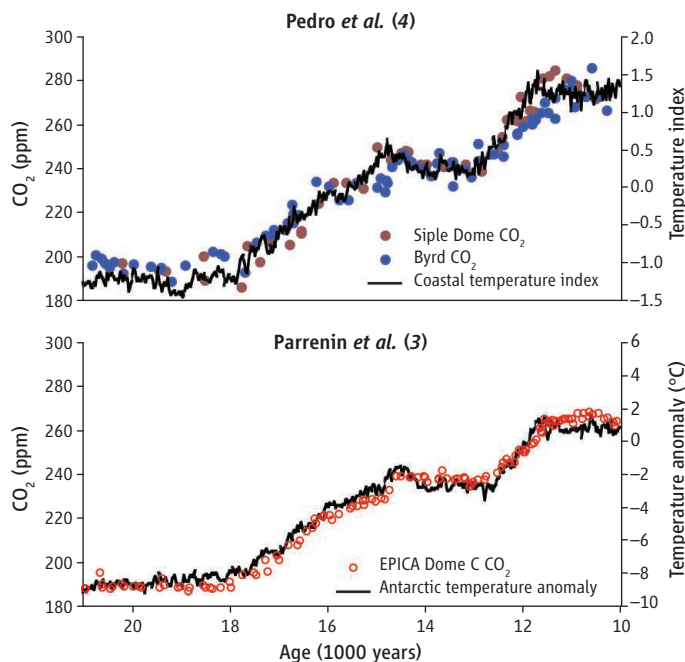 Pedro et al. (4)
300
280
260
240
220
200
180
CO2 (ppm)
2.0
1.5
1.0
0.5
0.0
−0.5
−1.0
−1.5
Temperature index
Siple Dome CO2
Byrd CO2
Coastal temperature index
Parrenin et al. (3)
300
280
260
240
220
200
180
CO2 (ppm)
6
4
2
0
−2
−4
−6
−8
−10
Temperature anomaly (°C)
EPICA Dome C CO2
Antarctic temperature anomaly
20 18 16 14 12 10
Age (1000 years)